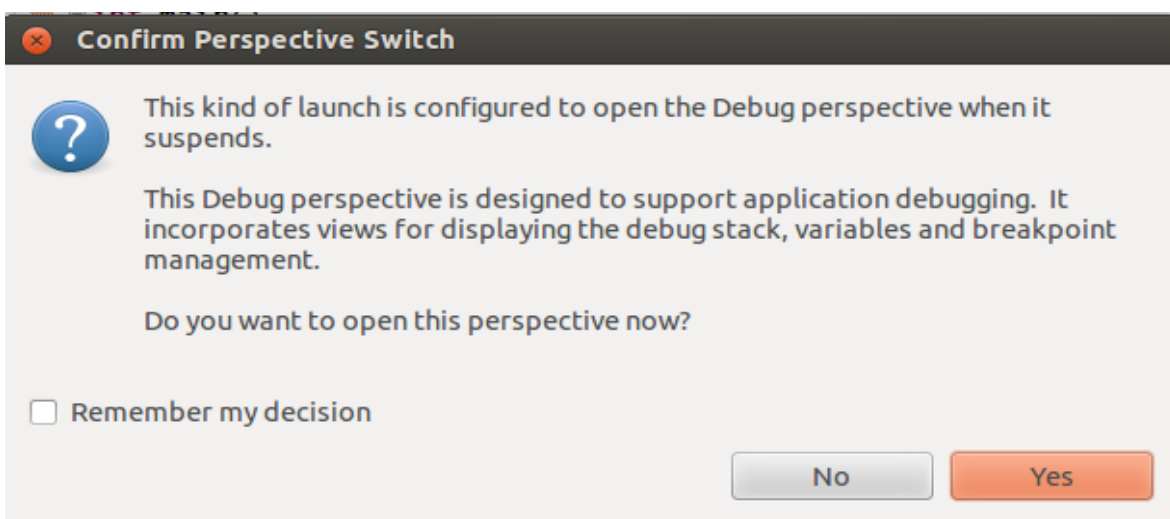 Confirm Perspective Switch
This kind of launch is configured to open the Debug perspective when it
suspends.
This Debug perspective is designed to support application debugging.  It
incorporates views for displaying the debug stack, variables and breakpoint
management.
Do you want to open this perspective now?
Remember my decision
No
Yes